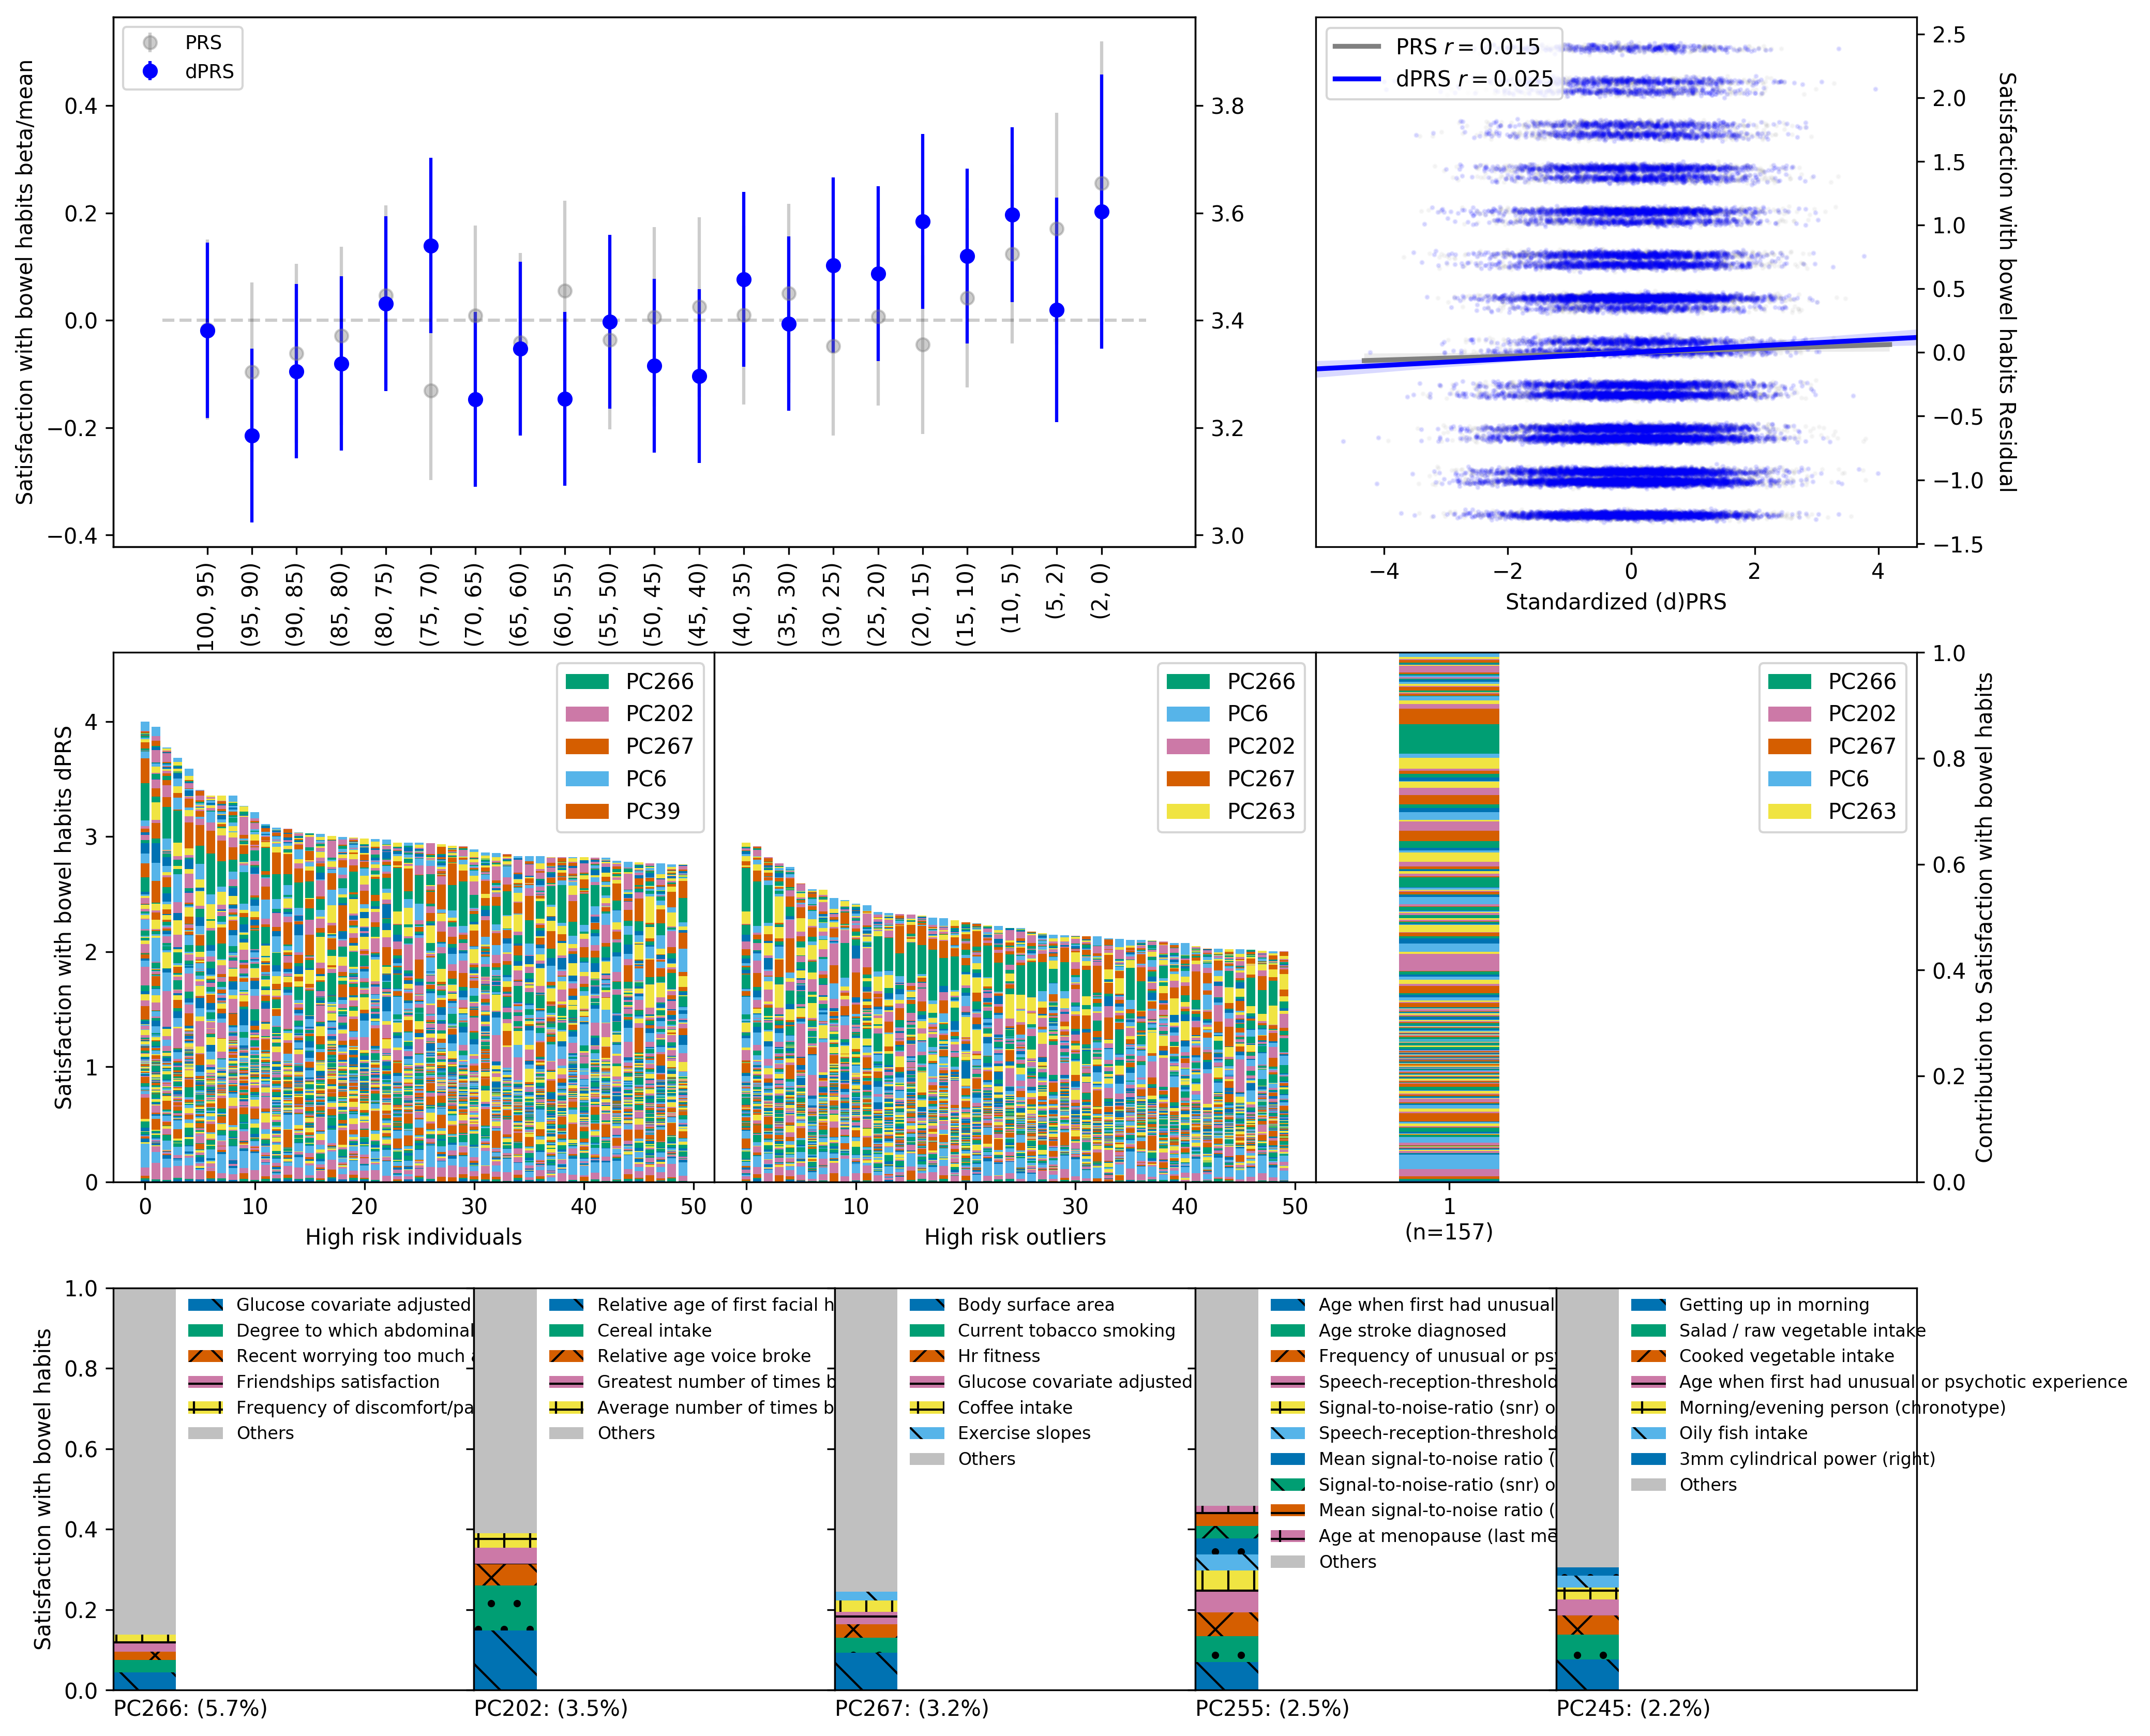 PRS
dPRS
Satisfaction with bowel habits beta/mean
0.4
0.2
0.0
−0.2
−0.4
3.8
3.6
3.4
3.2
3.0
100, 95)
(95, 90)
(90, 85)
(85, 80)
(80, 75)
(75, 70)
(70, 65)
(65, 60)
(60, 55)
(55, 50)
(50, 45)
(45, 40)
(40, 35)
(35, 30)
(30, 25)
(25, 20)
(20, 15)
(15, 10)
(10, 5)
(5, 2)
(2, 0)
PRS r = 0.015
dPRS r = 0.025
2.5
2.0
1.5
1.0
0.5
0.0
−0.5
−1.0
−1.5
Satisfaction with bowel habits Residual
−4
−2
0
2
4
Standardized (d)PRS
Satisfaction with bowel habits dPRS
4
3
2
1
0
PC266
PC202
PC267
PC6
PC39
0
10
20
30
40
50
High risk individuals
PC266
PC6
PC202
PC267
PC263
0
10
20
30
40
50
High risk outliers
PC266
PC202
PC267
PC6
PC263
1
(n=157)
1.0
0.8
0.6
0.4
0.2
0.0
Contribution to Satisfaction with bowel habits
Satisfaction with bowel habits
1.0
0.8
0.6
0.4
0.2
0.0
Glucose covariate adjusted
Degree to which abdominal
Recent worrying too much
Friendships satisfaction
Frequency of discomfort/pa
Others
PC266: (5.7%)
Relative age of first facial h
Cereal intake
Relative age voice broke
Greatest number of times b
Average number of times b
Others
PC202: (3.5%)
Body surface area
Current tobacco smoking
Hr fitness
Glucose covariate adjusted
Coffee intake
Exercise slopes
Others
PC267: (3.2%)
Age when first had unusual
Age stroke diagnosed
Frequency of unusual or ps
Speech-reception-threshold
Signal-to-noise-ratio (snr) o
Speech-reception-threshold
Mean signal-to-noise ratio (
Signal-to-noise-ratio (snr) o
Mean signal-to-noise ratio (
Age at menopause (last me
Others
PC255: (2.5%)
Getting up in morning
Salad / raw vegetable intake
Cooked vegetable intake
Age when first had unusual or psychotic experience
Morning/evening person (chronotype)
Oily fish intake
3mm cylindrical power (right)
Others
PC245: (2.2%)